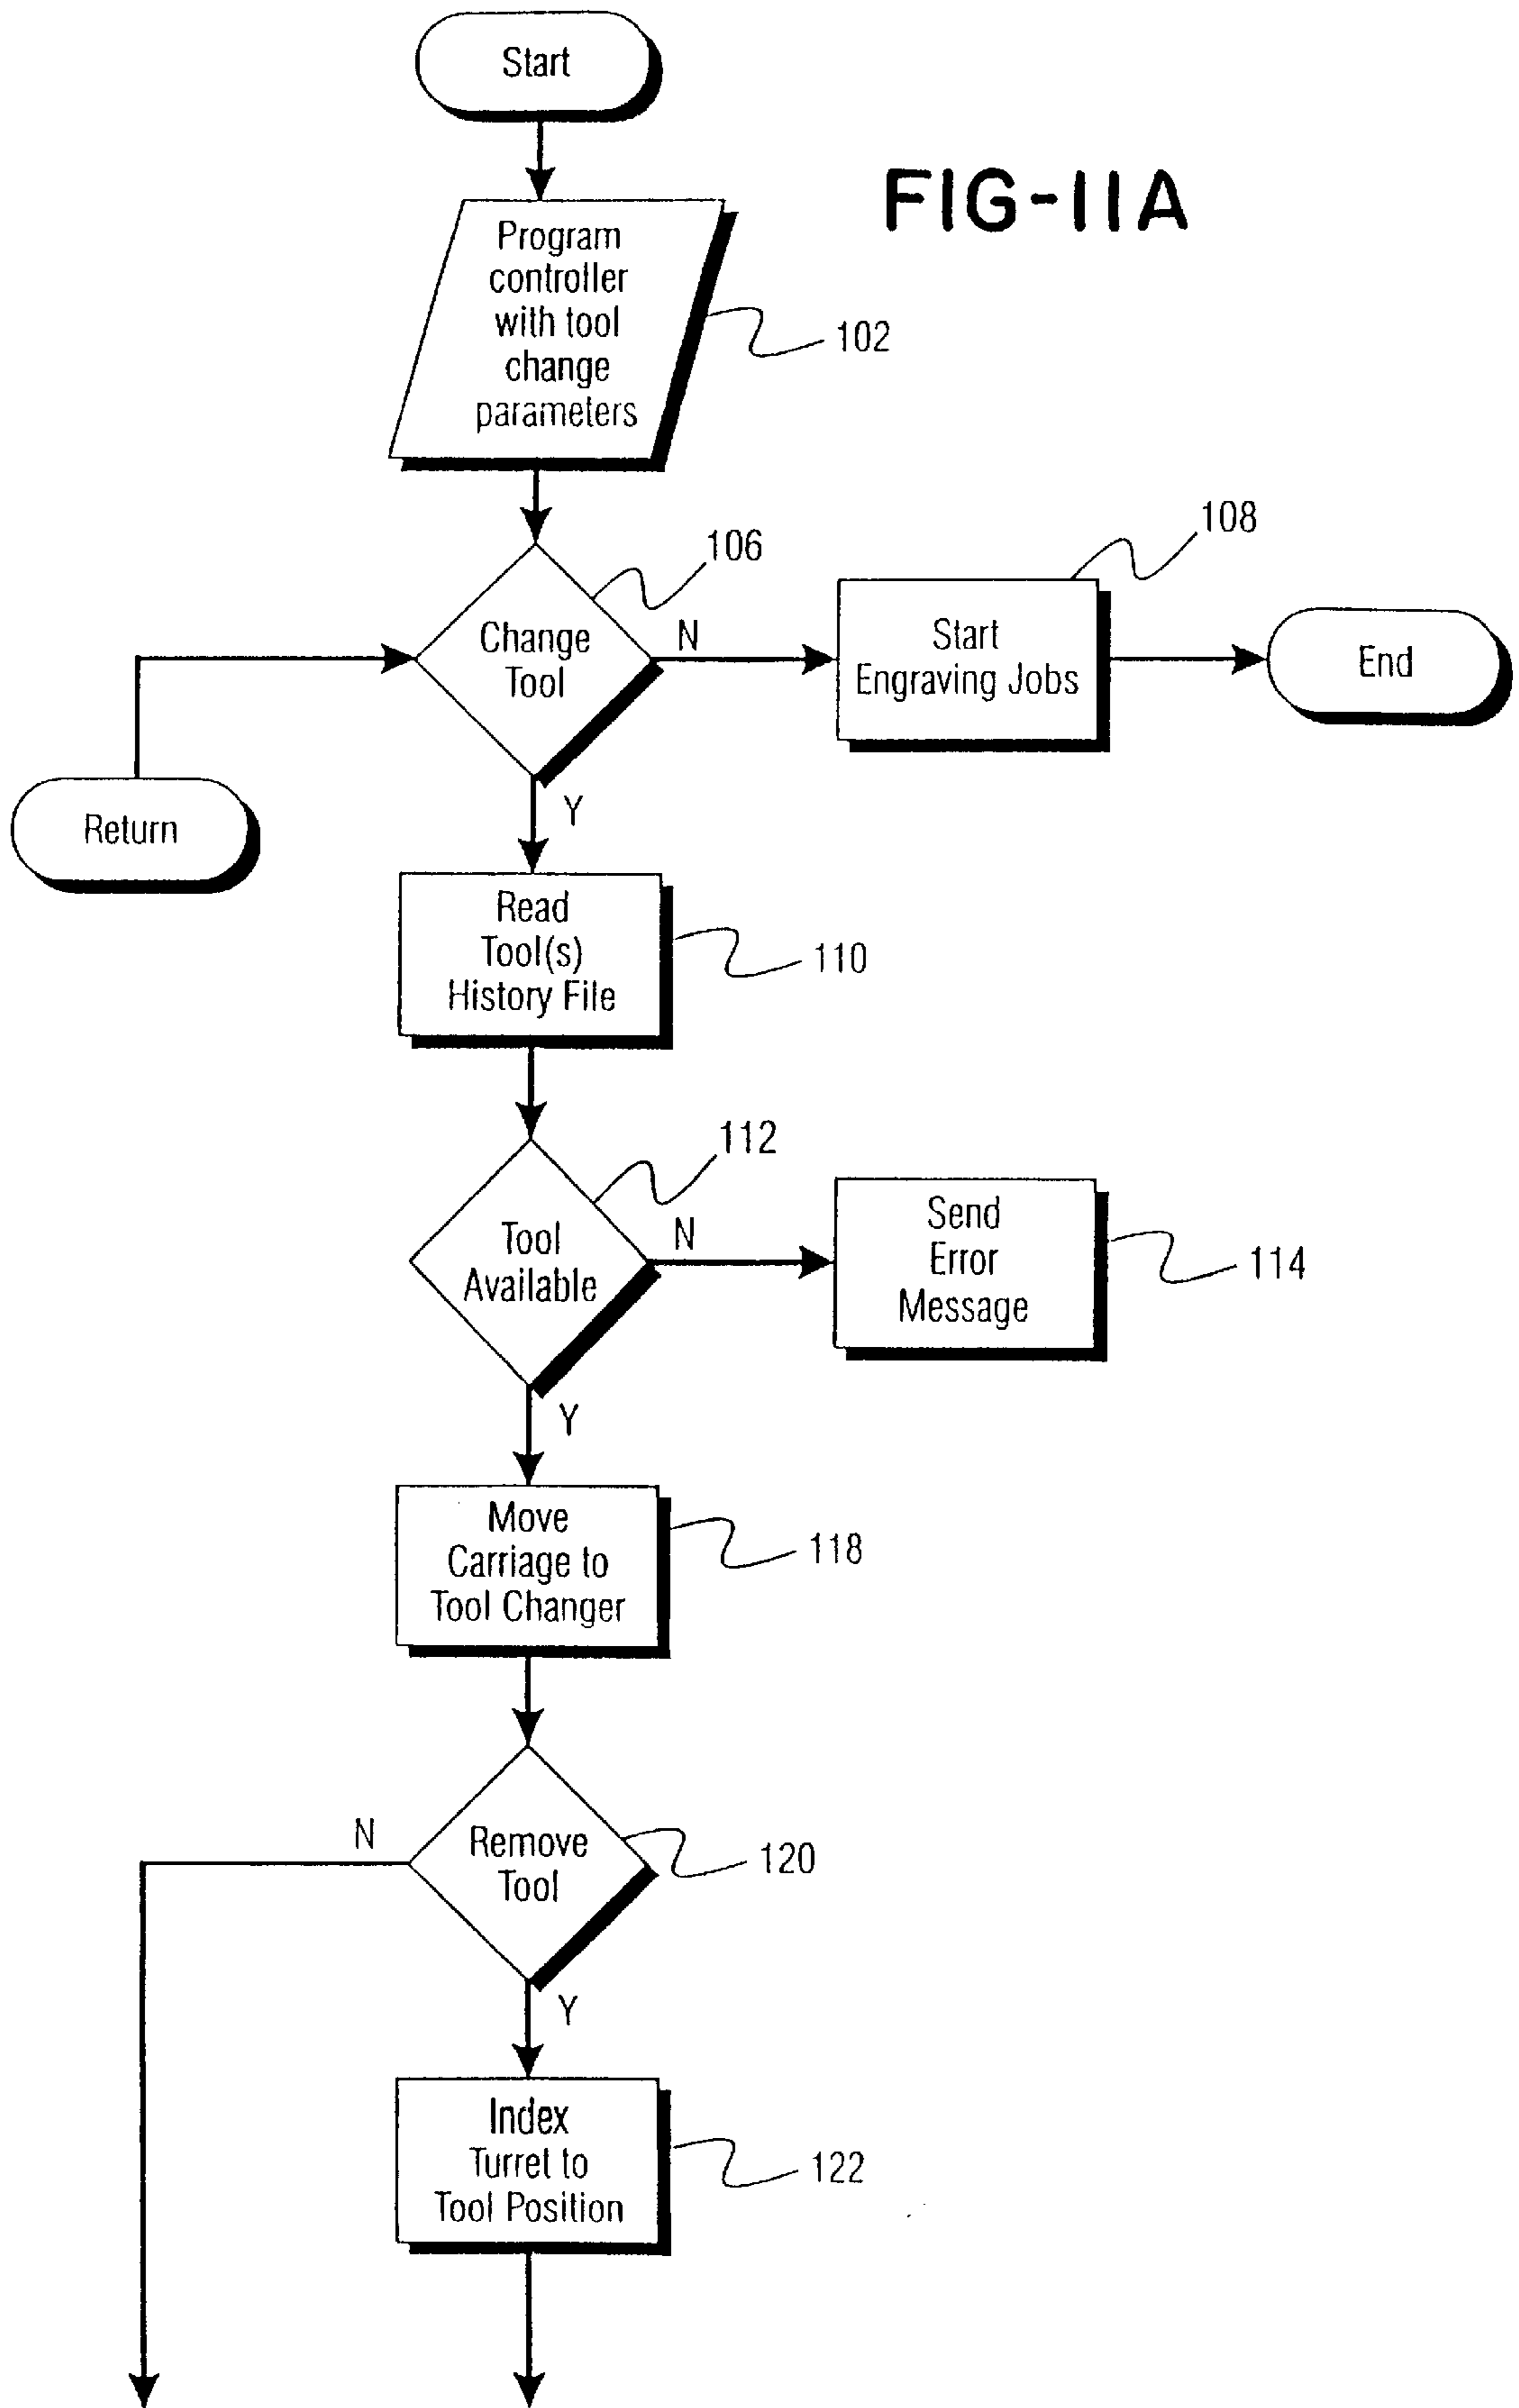 Start
FIG-11A
Program
controller
with tool
change
parameters
102
106
108
Change
Tool
N
Start
Engraving Jobs
End
Return
Y
Read
Tool(s)
History File
110
112
Tool
Available
N
Send
Error
Message
114
Y
Move
Carriage to
Tool Changer
118
N
Remove
Tool
120
Y
Index
Turret to
Tool Position
122